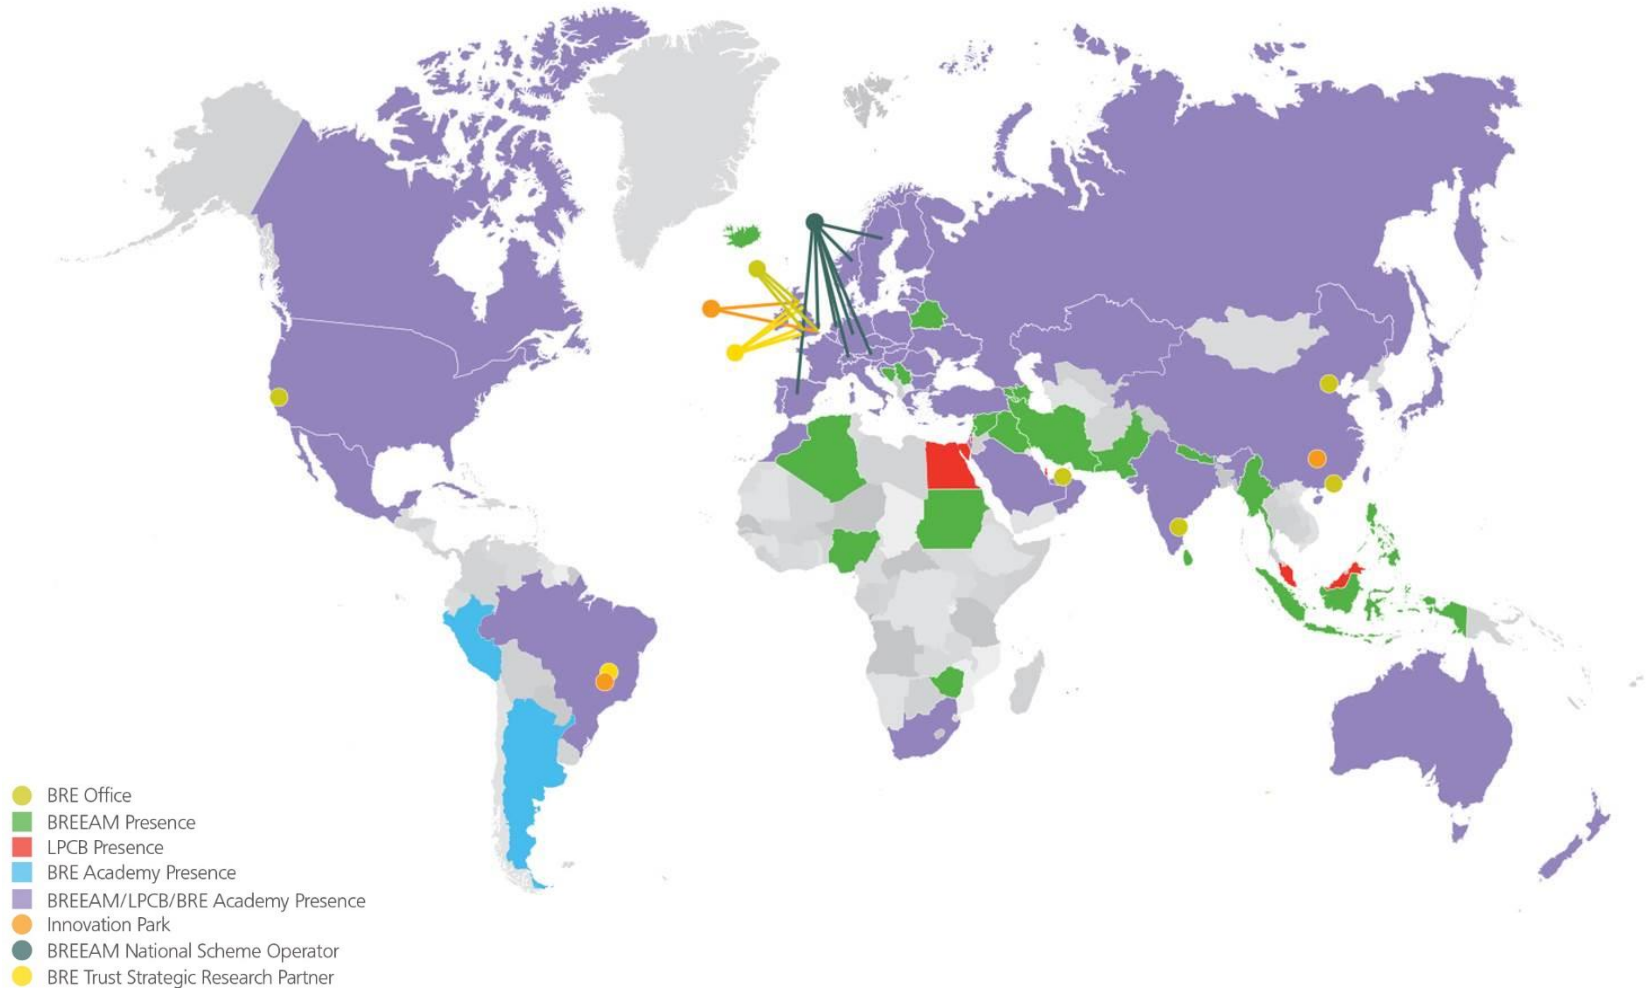 BRE Office
BREEAM Presence
LPCB Presence
BRE Academy Presence
BREEAM/LPCB/BRE Academy Presence
Innovation Park
BREEAM National Scheme Operator
BRE Trust Strategic Research Partner